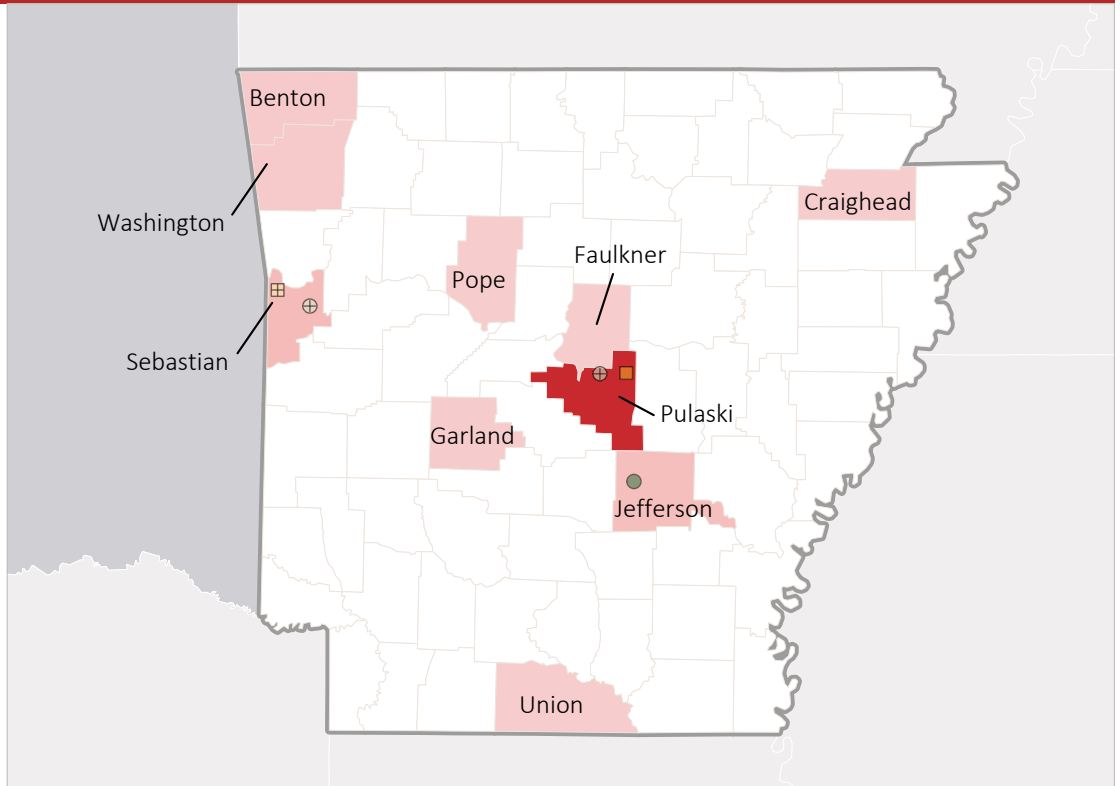 Benton
Washington
Craighead
Faulkner
Pope
Sebastian
Pulaski
Garland
Jefferson
Union